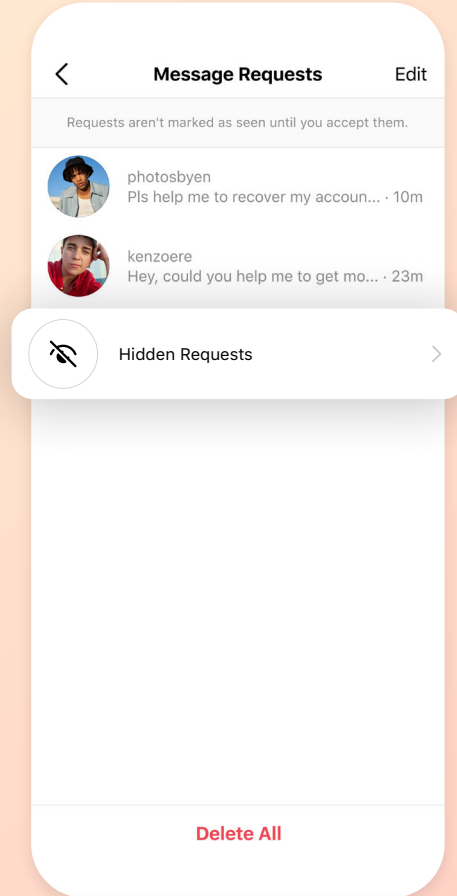 Message Requests Edit
Requests aren't marked as seen until you accept them.
photosbyen
Pls help me to recover my accoun... · 10m
kenzoere
Hey, could you help me to get mo... · 23m
Hidden Requests
Delete All